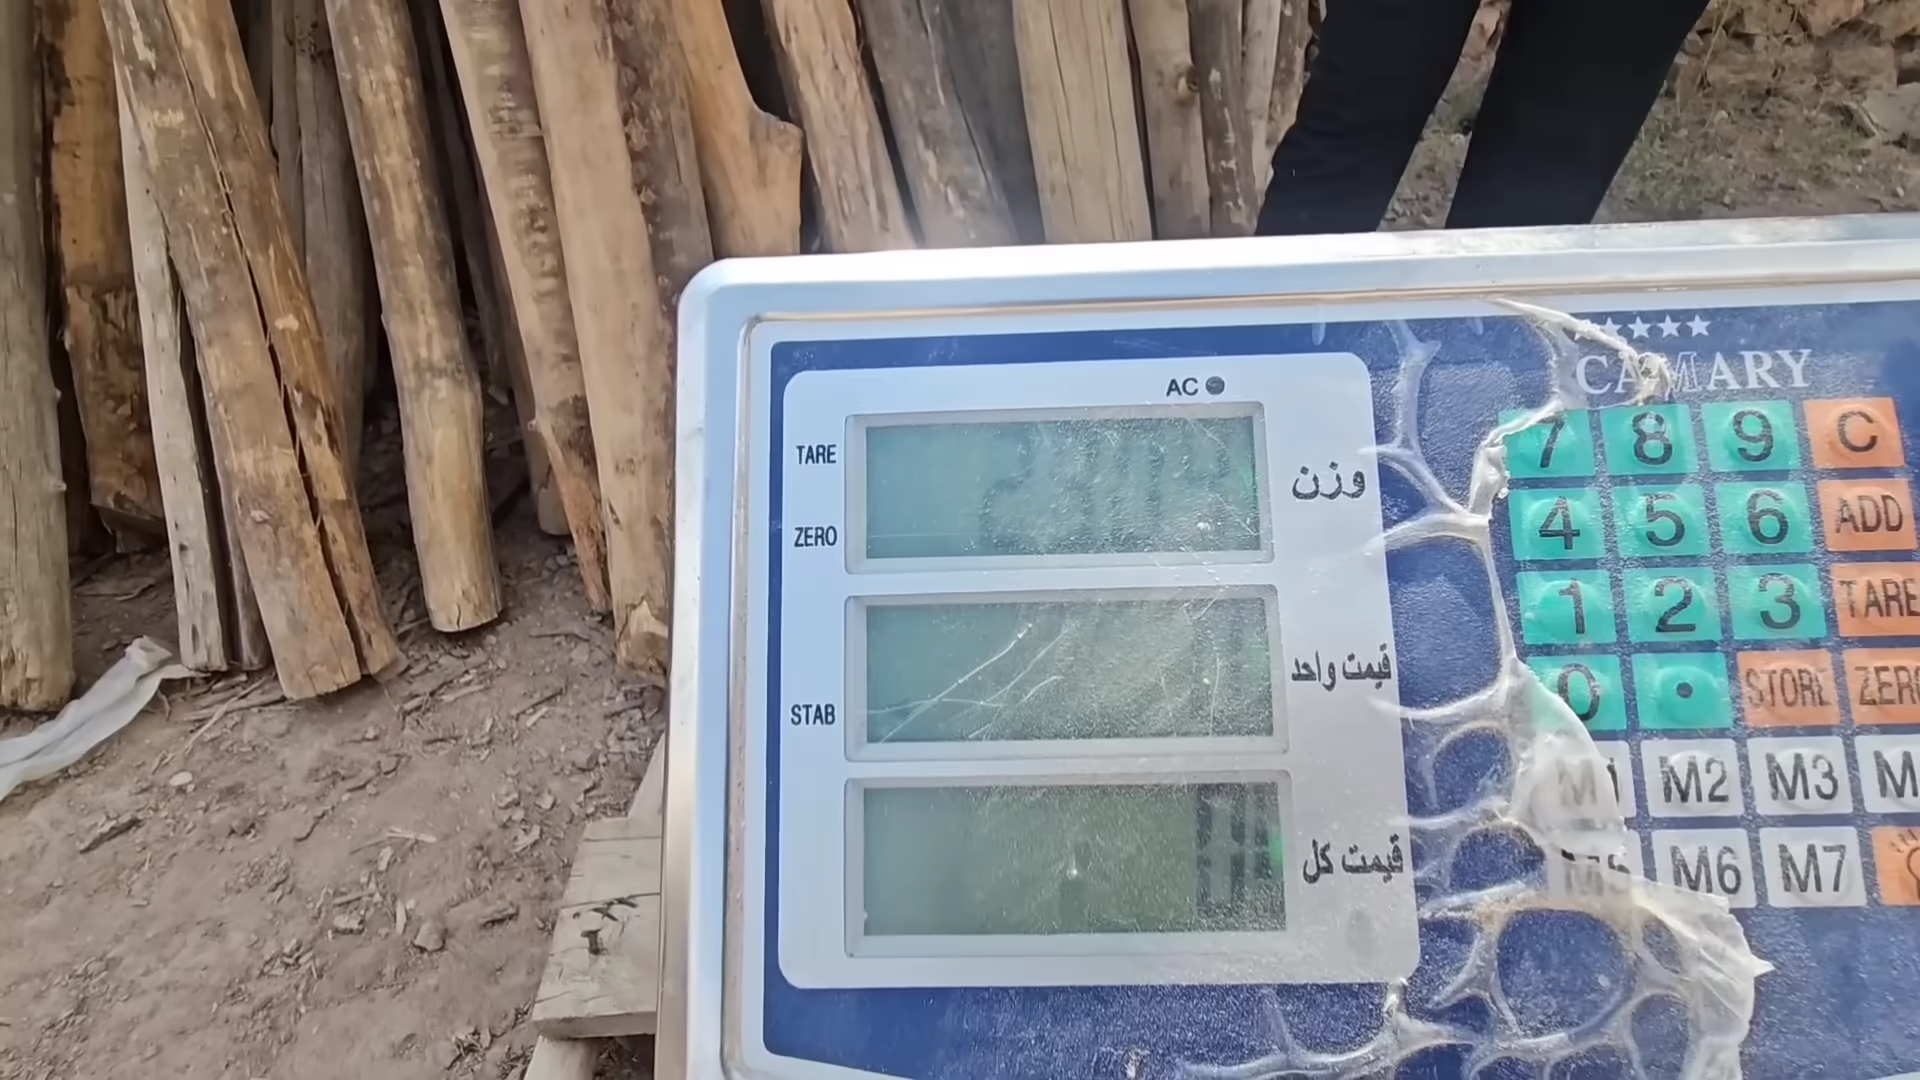 CAMARY
AC
TARE
ZERO
وزن
STAB
قیمت واحد
قیمت کل
7 8 9 C
4 5 6 ADD
1 2 3 TARE
0 . STORE ZERO
M1 M2 M3
M5 M6 M7